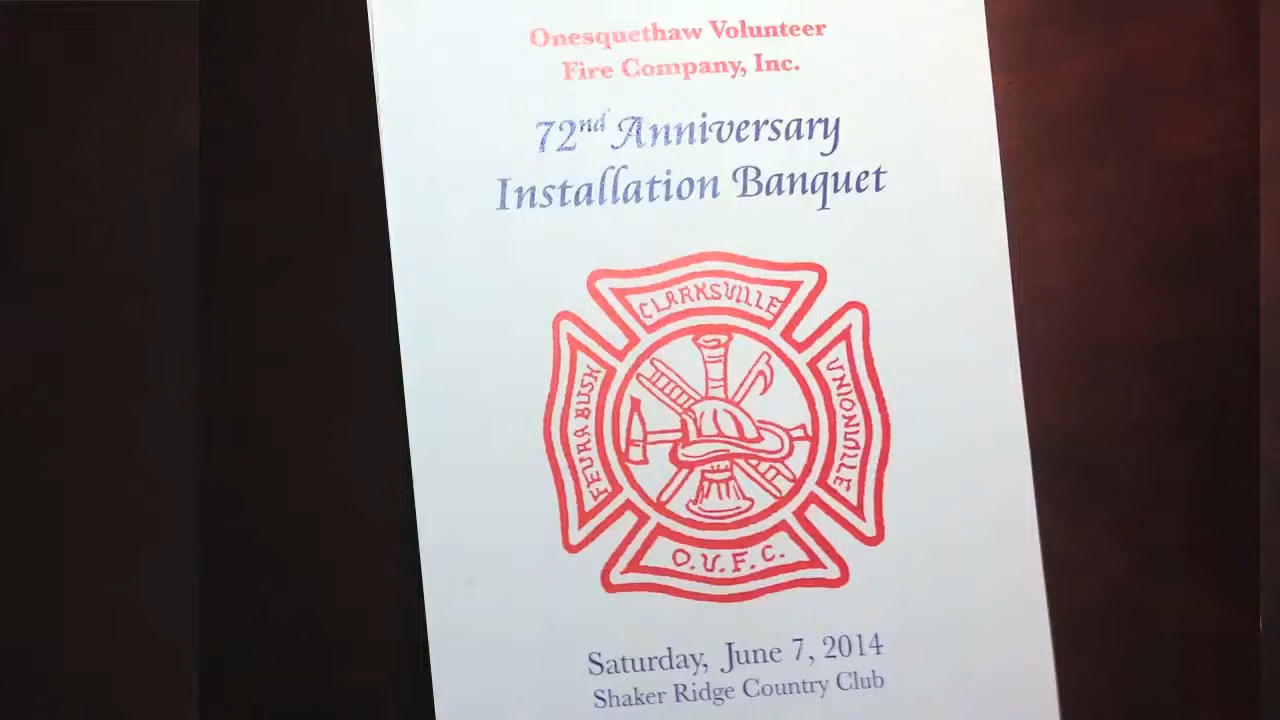 Onesquethaw Volunteer
Fire Company, Inc.
72nd Anniversary
Installation Banquet
CLARKSVILLE
FEURA BUSH
UNIONVILLE
O.V.F.C.
Saturday, June 7, 2014
Shaker Ridge Country Club